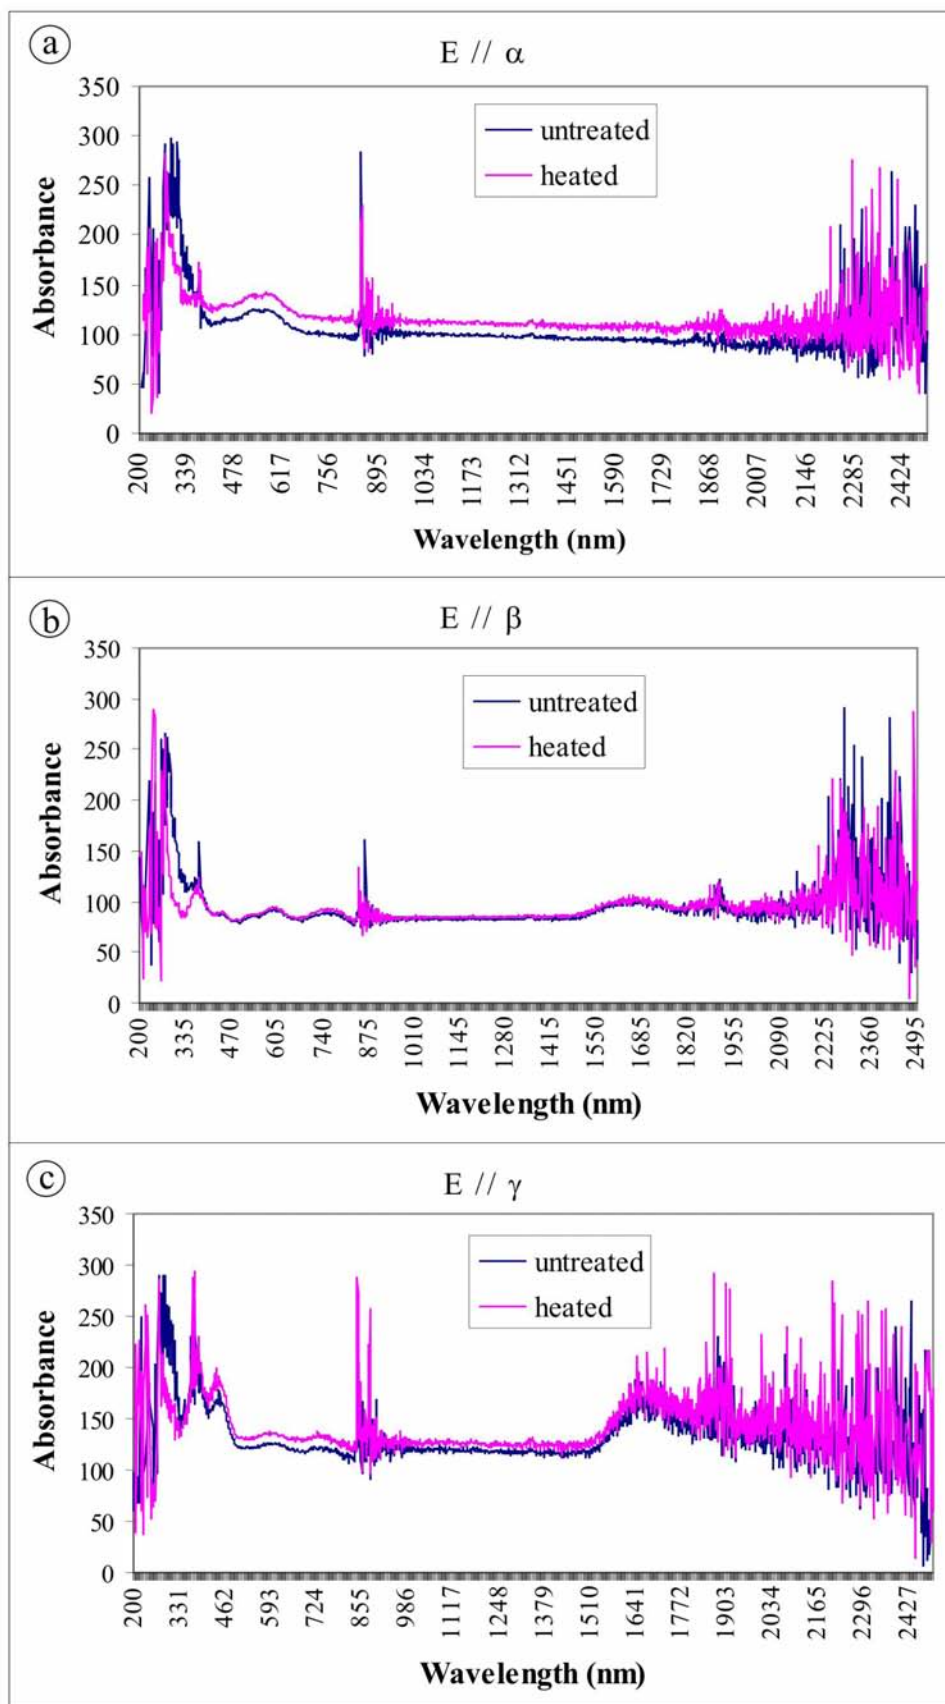 a
E // α
350
300
250
200
150
100
50
0
Absorbance
untreated
heated
200 339 478 617 756 895 1034 1173 1312 1451 1590 1729 1868 2007 2146 2285 2424
Wavelength (nm)
b
E // β
350
300
250
200
150
100
50
0
Absorbance
untreated
heated
200 335 470 605 740 875 1010 1145 1280 1415 1550 1685 1820 1955 2090 2225 2360 2495
Wavelength (nm)
c
E // γ
350
300
250
200
150
100
50
0
Absorbance
untreated
heated
200 331 462 593 724 855 986 1117 1248 1379 1510 1641 1772 1903 2034 2165 2296 2427
Wavelength (nm)